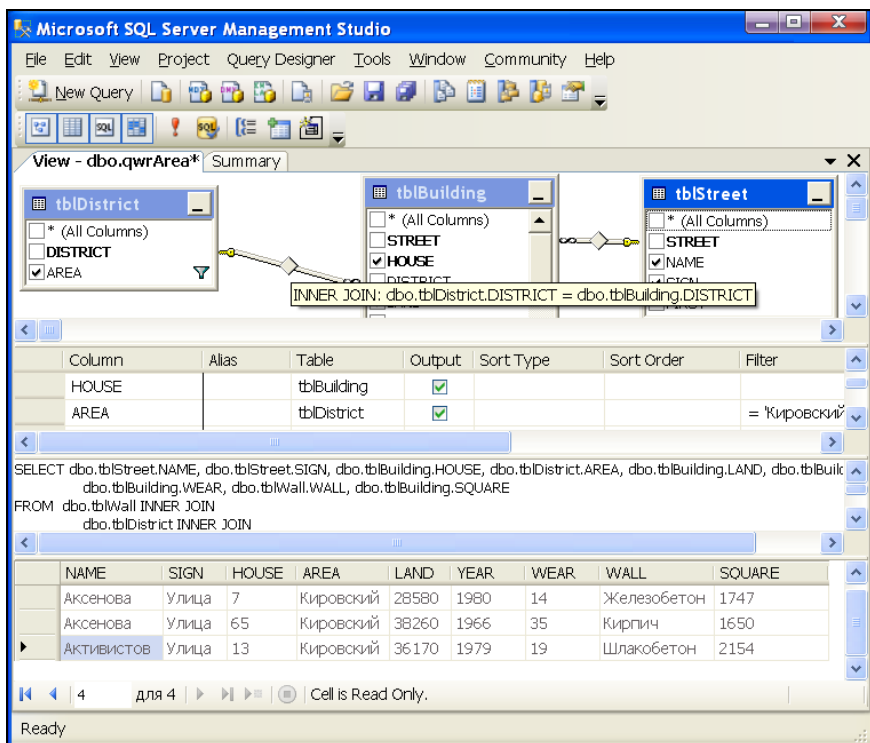 Microsoft SQL Server Management Studio
File Edit View Project Query Designer Tools Window Community Help
New Query
View - dbo.qwrArea* Summary
tblDistrict
* (All Columns)
DISTRICT
AREA
tblBuilding
* (All Columns)
STREET
HOUSE
DISTRICT
tblStreet
* (All Columns)
STREET
NAME
SIGN
INNER JOIN: dbo.tblDistrict.DISTRICT = dbo.tblBuilding.DISTRICT
Column Alias Table Output Sort Type Sort Order Filter
HOUSE tblBuilding
AREA tblDistrict = 'Кировский'
SELECT dbo.tblStreet.NAME, dbo.tblStreet.SIGN, dbo.tblBuilding.HOUSE, dbo.tblDistrict.AREA, dbo.tblBuilding.LAND, dbo.tblBuilc
dbo.tblBuilding.WEAR, dbo.tblWall.WALL, dbo.tblBuilding.SQUARE
FROM dbo.tblWall INNER JOIN
dbo.tblDistrict INNER JOIN
NAME SIGN HOUSE AREA LAND YEAR WEAR WALL SQUARE
Аксенова Улица 7 Кировский 28580 1980 14 Железобетон 1747
Аксенова Улица 65 Кировский 38260 1966 35 Кирпич 1650
Активистов Улица 13 Кировский 36170 1979 19 Шлакобетон 2154
4 для 4 Cell is Read Only.
Ready